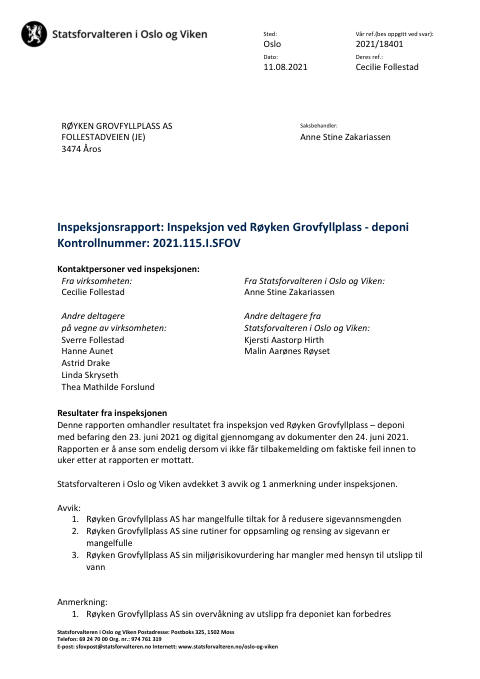 Statsforvalteren i Oslo og Viken
Sted:
Oslo
Vår ref.(bes oppgitt ved svar):
2021/18401
Dato:
11.08.2021
Deres ref.:
Cecilie Follestad
RØYKEN GROVFYLLPLASS AS
FOLLESTADVEIEN (JE)
3474 Åros
Saksbehandler:
Anne Stine Zakariassen
Inspeksjonsrapport: Inspeksjon ved Røyken Grovfyllplass - deponi
Kontrollnummer: 2021.115.I.SFOV
Kontaktpersoner ved inspeksjonen:
Fra virksomheten:
Cecilie Follestad
Fra Statsforvalteren i Oslo og Viken:
Anne Stine Zakariassen
Andre deltagere
på vegne av virksomheten:
Sverre Follestad
Hanne Aunet
Astrid Drake
Linda Skryseth
Thea Mathilde Forslund
Andre deltagere fra
Statsforvalteren i Oslo og Viken:
Kjersti Aastorp Hirth
Malin Aarønes Røyset
Resultater fra inspeksjonen
Denne rapporten omhandler resultatet fra inspeksjon ved Røyken Grovfyllplass – deponi
med befaring den 23. juni 2021 og digital gjennomgang av dokumenter den 24. juni 2021.
Rapporten er å anse som endelig dersom vi ikke får tilbakemelding om faktiske feil innen to
uker etter at rapporten er mottatt.
Statsforvalteren i Oslo og Viken avdekket 3 avvik og 1 anmerkning under inspeksjonen.
Avvik:
1. Røyken Grovfyllplass AS har mangelfulle tiltak for å redusere sigevannsmengden
2. Røyken Grovfyllplass AS sine rutiner for oppsamling og rensing av sigevann er
mangelfulle
3. Røyken Grovfyllplass AS sin miljørisikovurdering har mangler med hensyn til utslipp til
vann
Anmerkning:
1. Røyken Grovfyllplass AS sin overvåkning av utslipp fra deponiet kan forbedres
Statsforvalteren i Oslo og Viken Postadresse: Postboks 325, 1502 Moss
Telefon: 69 24 70 00 Org. nr.: 974 761 319
E-post: sfovpost@statsforvalteren.no Internett: www.statsforvalteren.no/oslo-og-viken